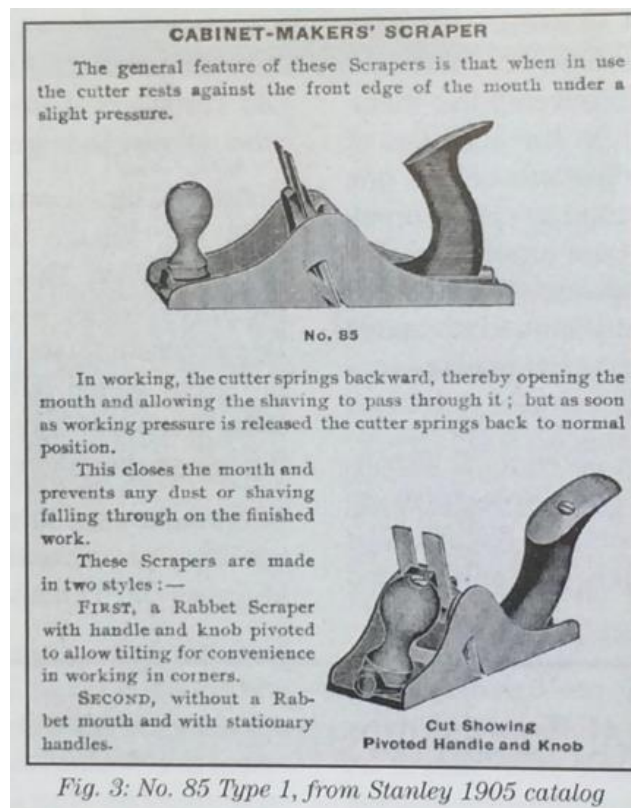 CABINET-MAKERS' SCRAPER
The general feature of these Scrapers is that when in use
the cutter rests against the front edge of the mouth under a
slight pressure.
No. 85
In working, the cutter springs backward, thereby opening the
mouth and allowing the shaving to pass through it ; but as soon
as working pressure is released the cutter springs back to normal
position.
This closes the mouth and
prevents any dust or shaving
falling through on the finished
work.
These Scrapers are made
in two styles :—
FIRST, a Rabbet Scraper
with handle and knob pivoted
to allow tilting for convenience
in working in corners.
SECOND, without a Rab-
bet mouth and with stationary
handles.
Cut Showing
Pivoted Handle and Knob
Fig. 3: No. 85 Type 1, from Stanley 1905 catalog